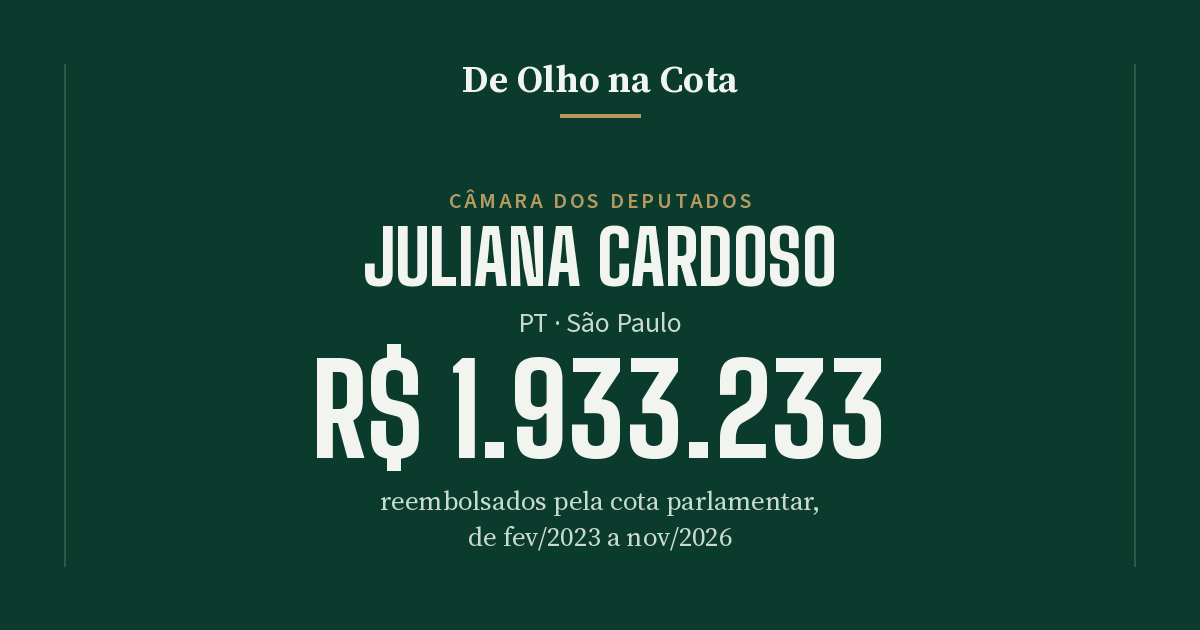 De Olho na Cota
CÂMARA DOS DEPUTADOS
JULIANA CARDOSO
PT · São Paulo
R$ 1.933.233
reembolsados pela cota parlamentar,
de fev/2023 a nov/2026